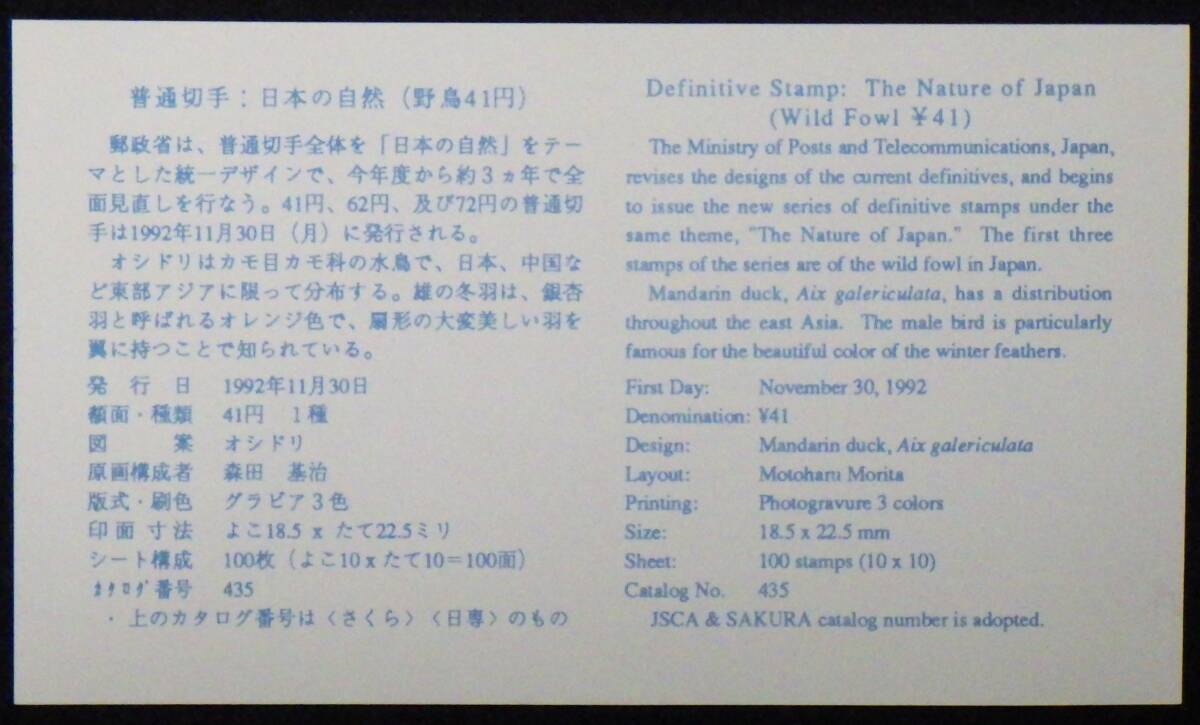 普通切手：日本の自然（野鳥41円）
郵政省は、普通切手全体を「日本の自然」をテー
マとした統一デザインで、今年度から約３ヵ年で全
面見直しを行なう。41円、62円、及び72円の普通切
手は1992年11月30日（月）に発行される。
オシドリはカモ目カモ科の水鳥で、日本、中国な
ど東部アジアに限って分布する。雄の冬羽は、銀杏
羽と呼ばれるオレンジ色で、扇形の大変美しい羽を
翼に持つことで知られている。
発行日 1992年11月30日
額面・種類 41円 １種
図案 オシドリ
原画構成者 森田 基治
版式・刷色 グラビア３色
印面寸法 よこ18.5 x たて22.5ミリ
シート構成 100枚（よこ10 x たて10＝100面）
ｶﾀﾛｸﾞ番号 435
・上のカタログ番号は〈さくら〉〈日専〉のもの
Definitive Stamp: The Nature of Japan
(Wild Fowl ¥41)
The Ministry of Posts and Telecommunications, Japan,
revises the designs of the current definitives, and begins
to issue the new series of definitive stamps under the
same theme, "The Nature of Japan." The first three
stamps of the series are of the wild fowl in Japan.
Mandarin duck, Aix galericulata, has a distribution
throughout the east Asia. The male bird is particularly
famous for the beautiful color of the winter feathers.
First Day: November 30, 1992
Denomination: ¥41
Design: Mandarin duck, Aix galericulata
Layout: Motoharu Morita
Printing: Photogravure 3 colors
Size: 18.5 x 22.5 mm
Sheet: 100 stamps (10 x 10)
Catalog No. 435
JSCA & SAKURA catalog number is adopted.